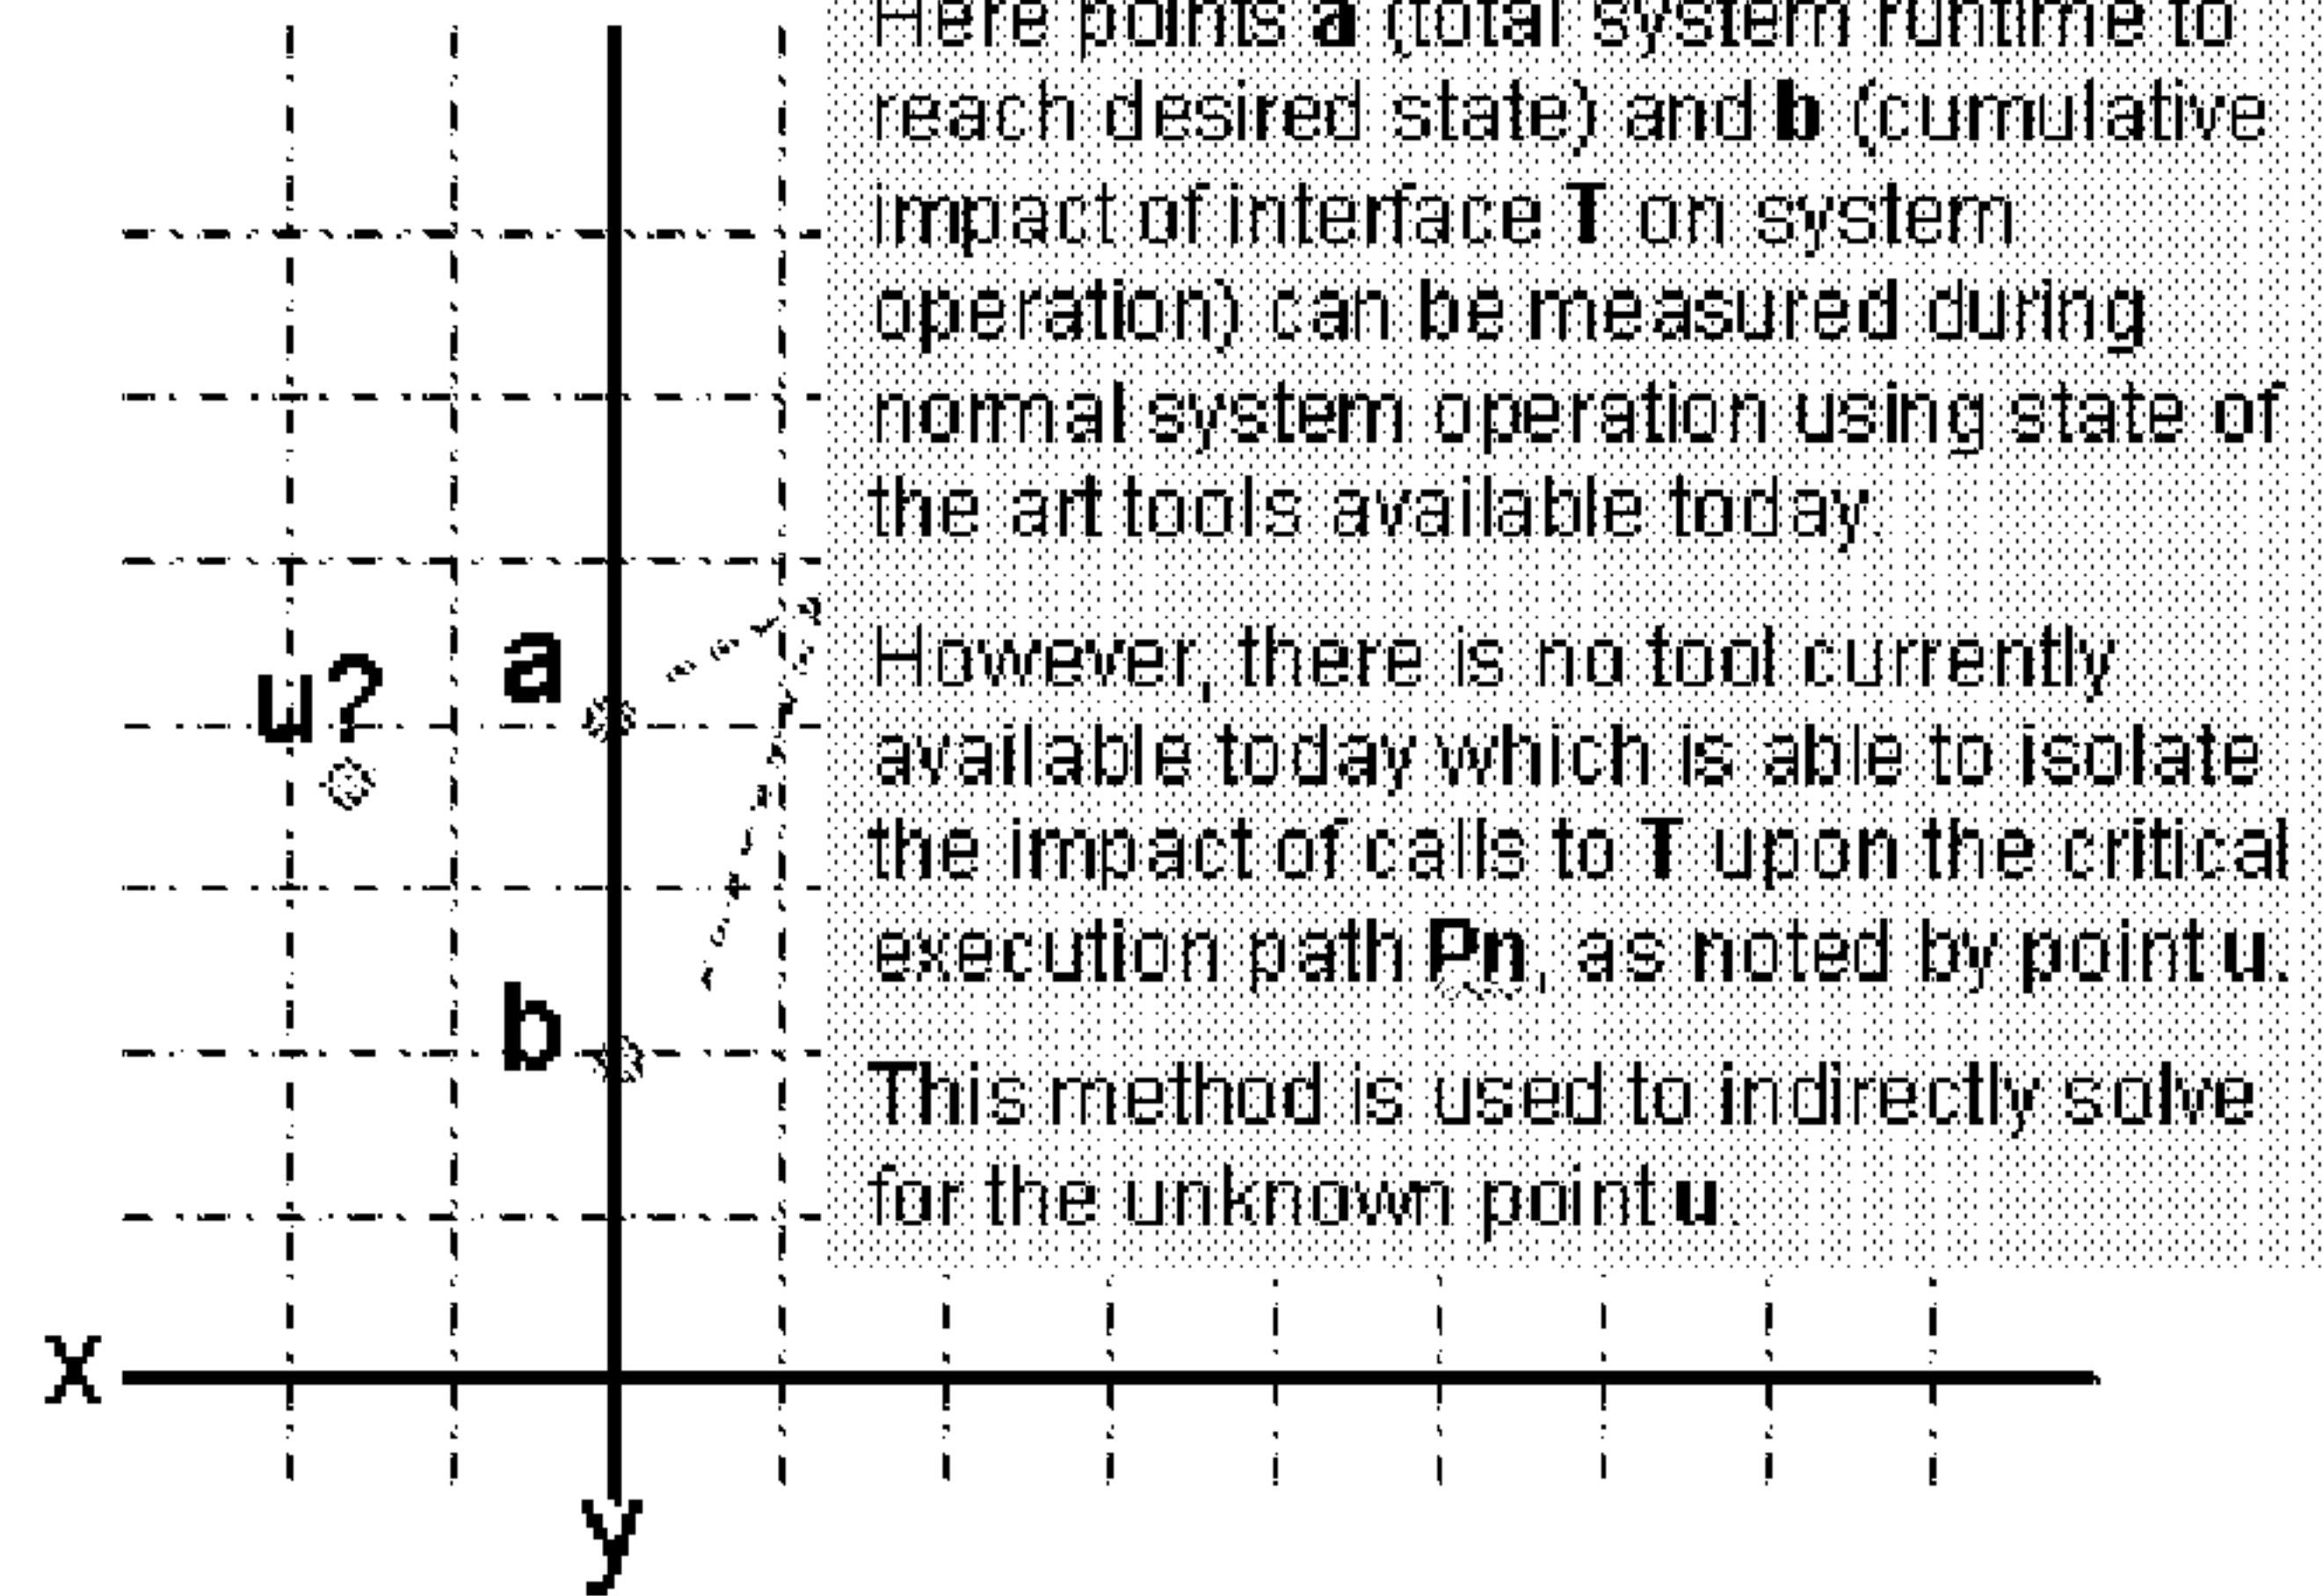 Here points a (total system runtime to
reach desired state) and b (cumulative
impact of interface T on system
operation) can be measured during
normal system operation using state of
the art tools available today.
However, there is no tool currently
available today which is able to isolate
the impact of calls to T upon the critical
execution path Pn, as noted by point u.
This method is used to indirectly solve
for the unknown point u.
a
u?
b
x
y